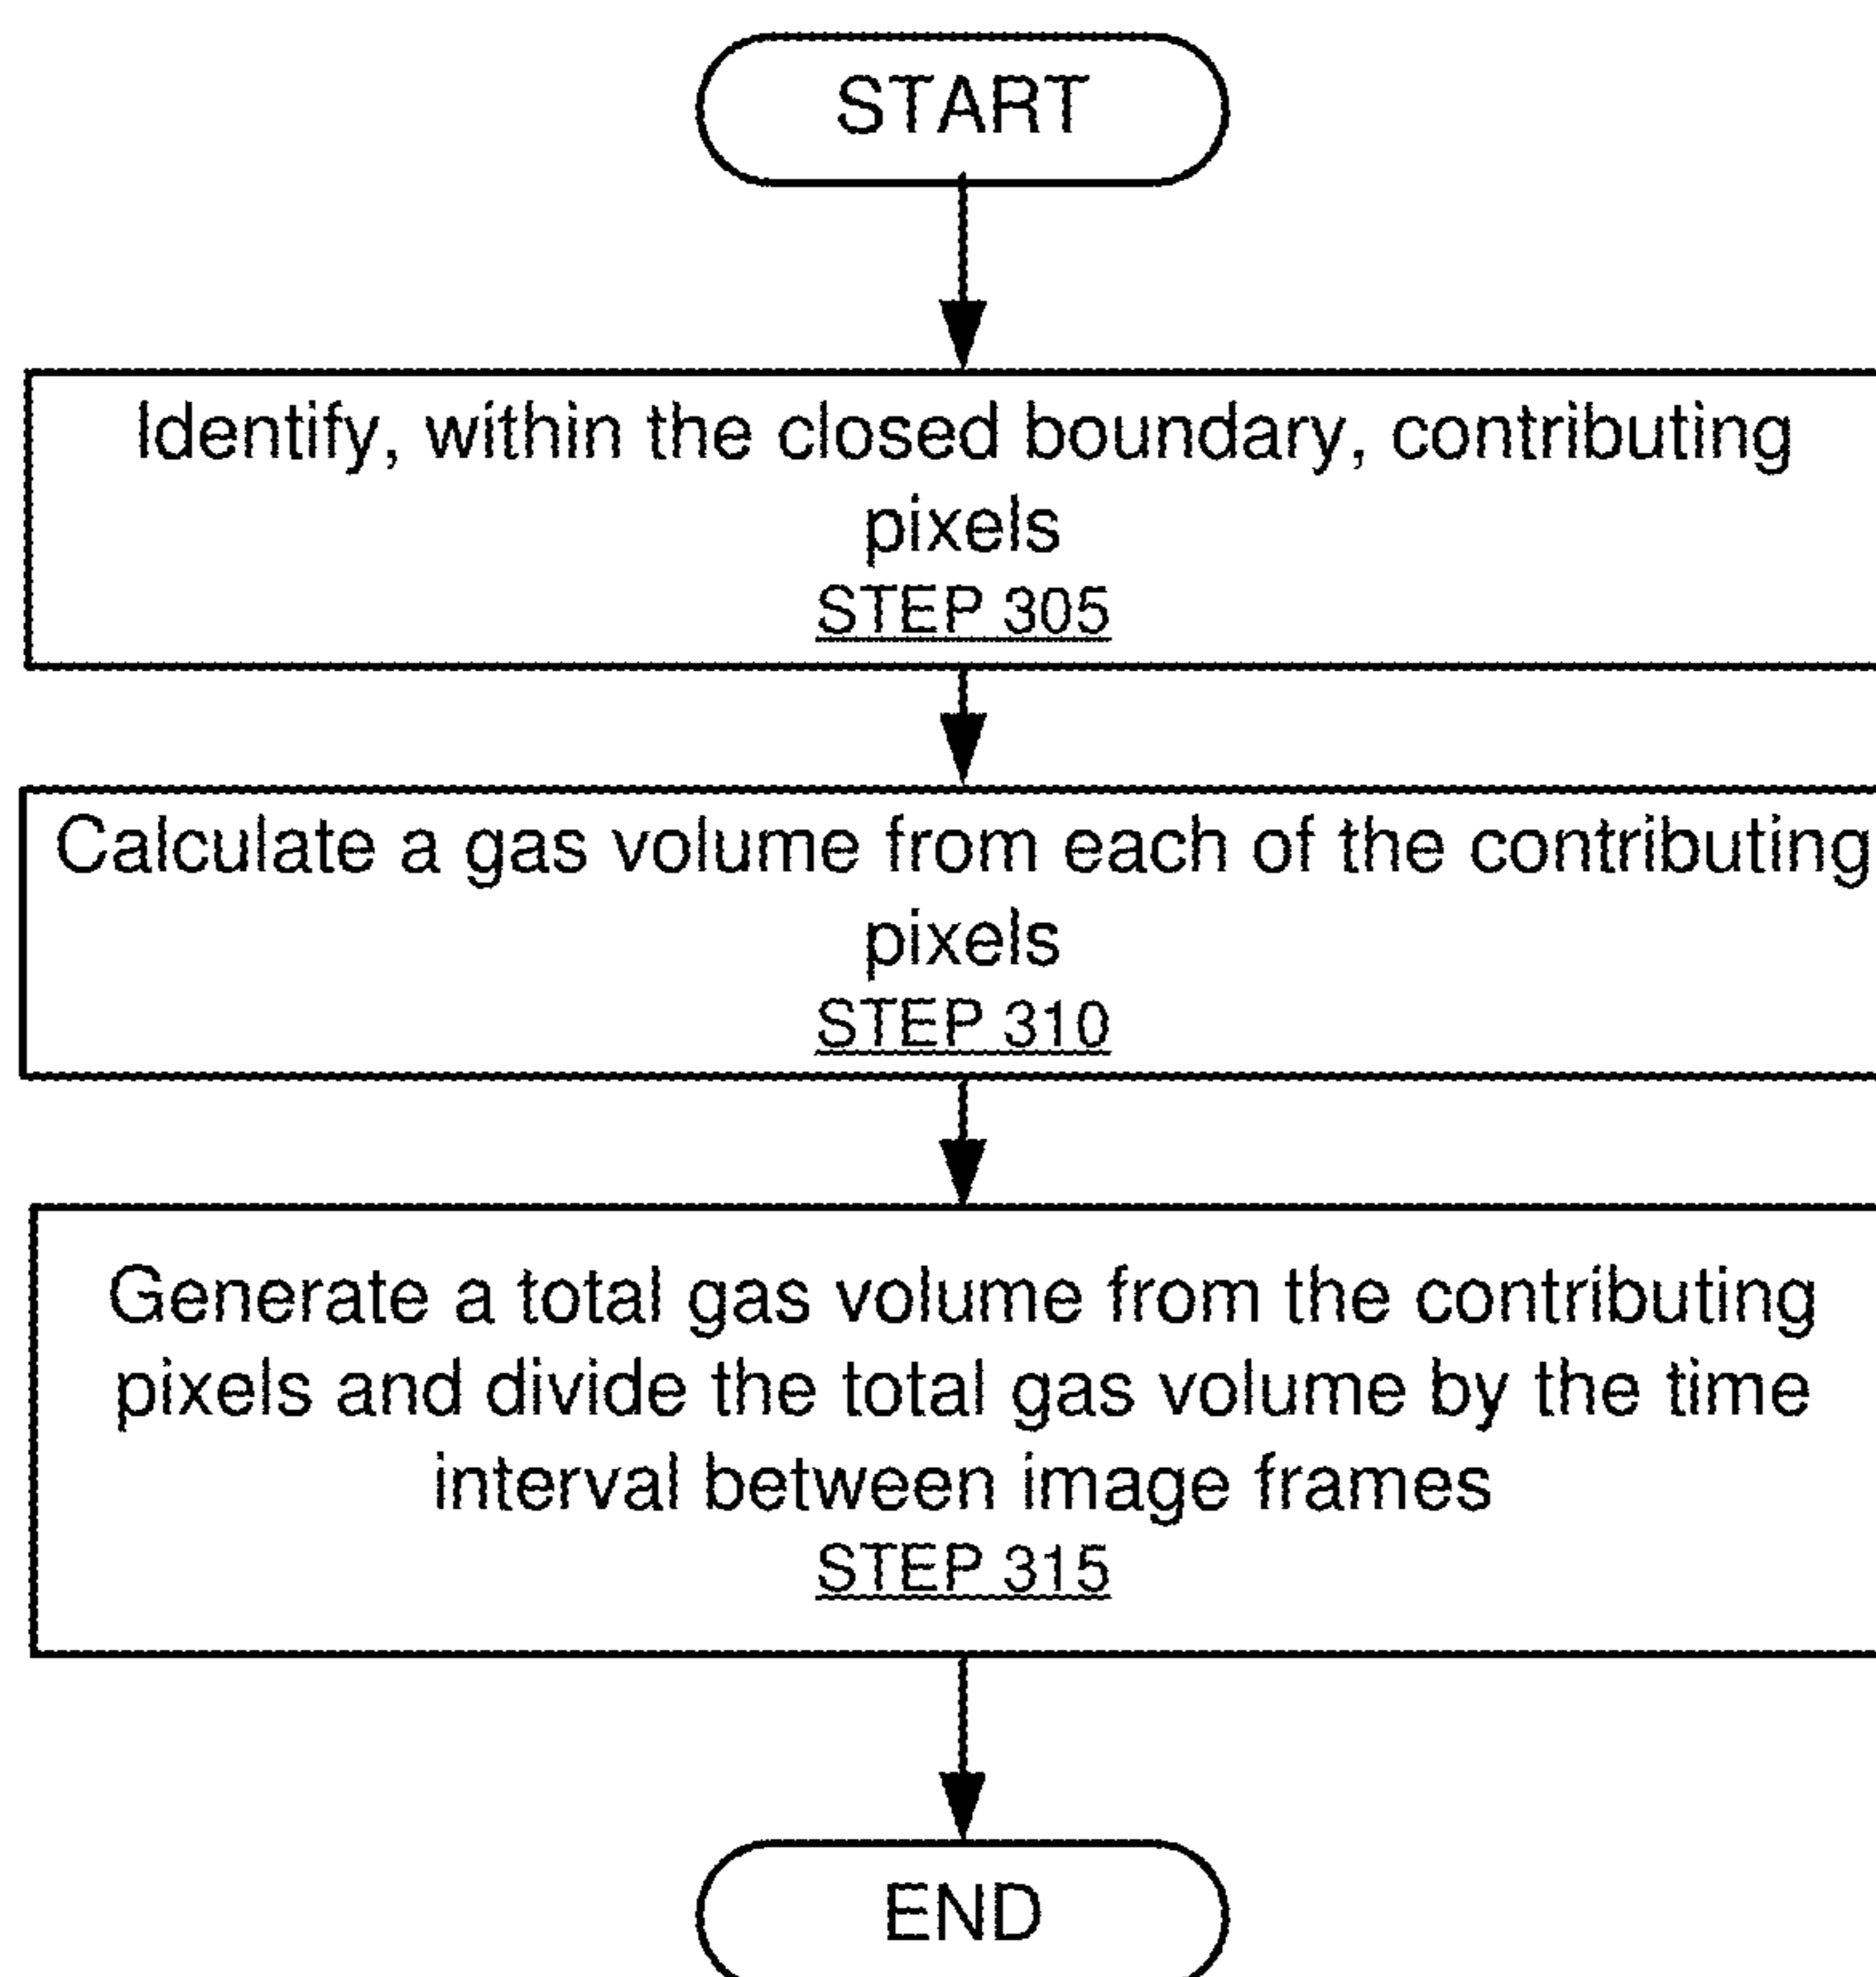 START
Identify, within the closed boundary, contributing
pixels
STEP 305
Calculate a gas volume from each of the contributing
pixels
STEP 310
Generate a total gas volume from the contributing
pixels and divide the total gas volume by the time
interval between image frames
STEP 315
END